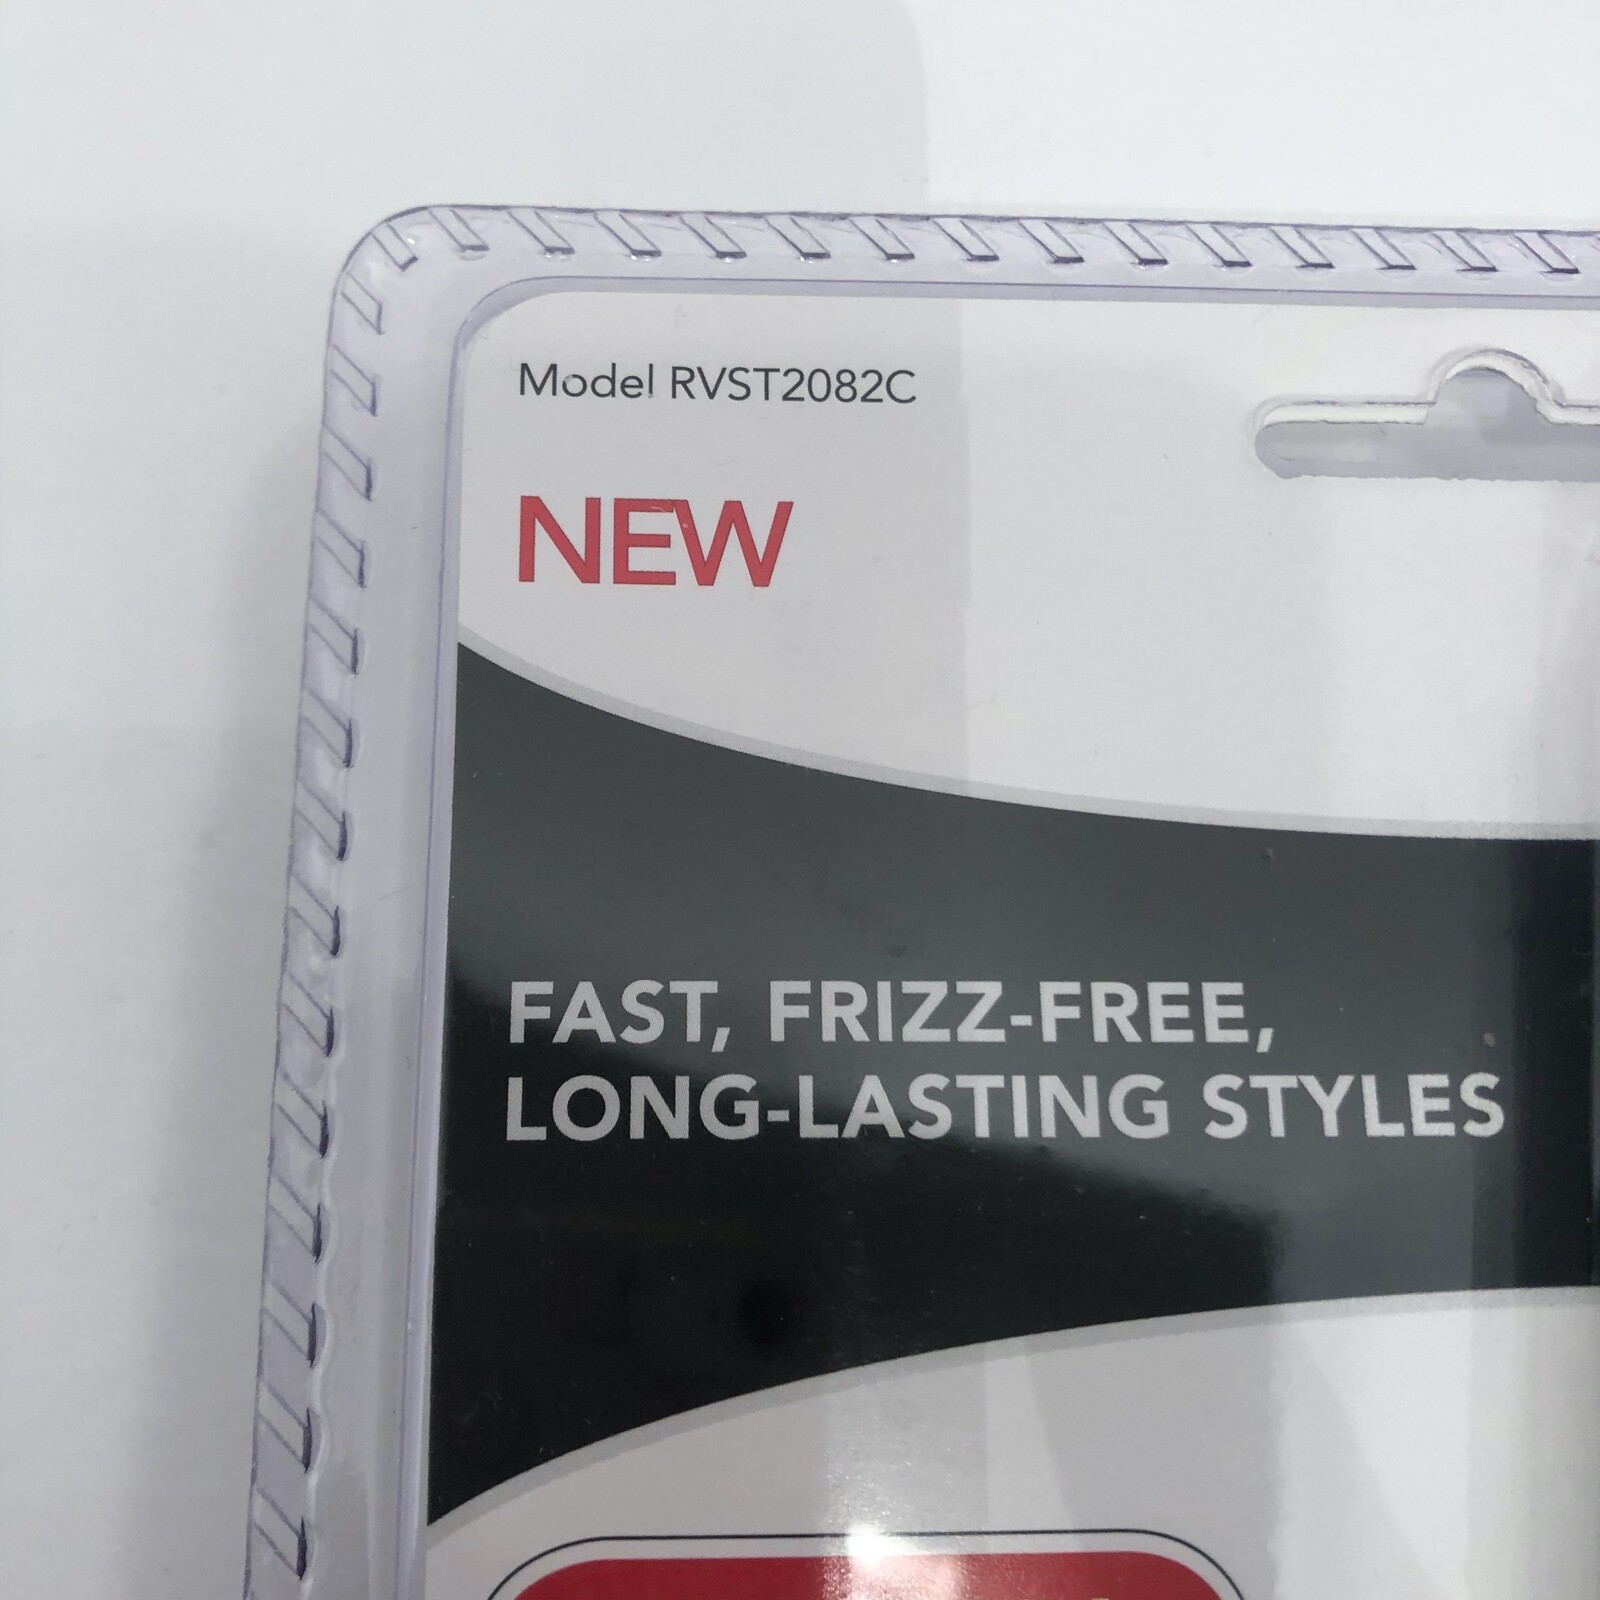 Model RVST2082C
NEW
FAST, FRIZZ-FREE,
LONG-LASTING STYLES